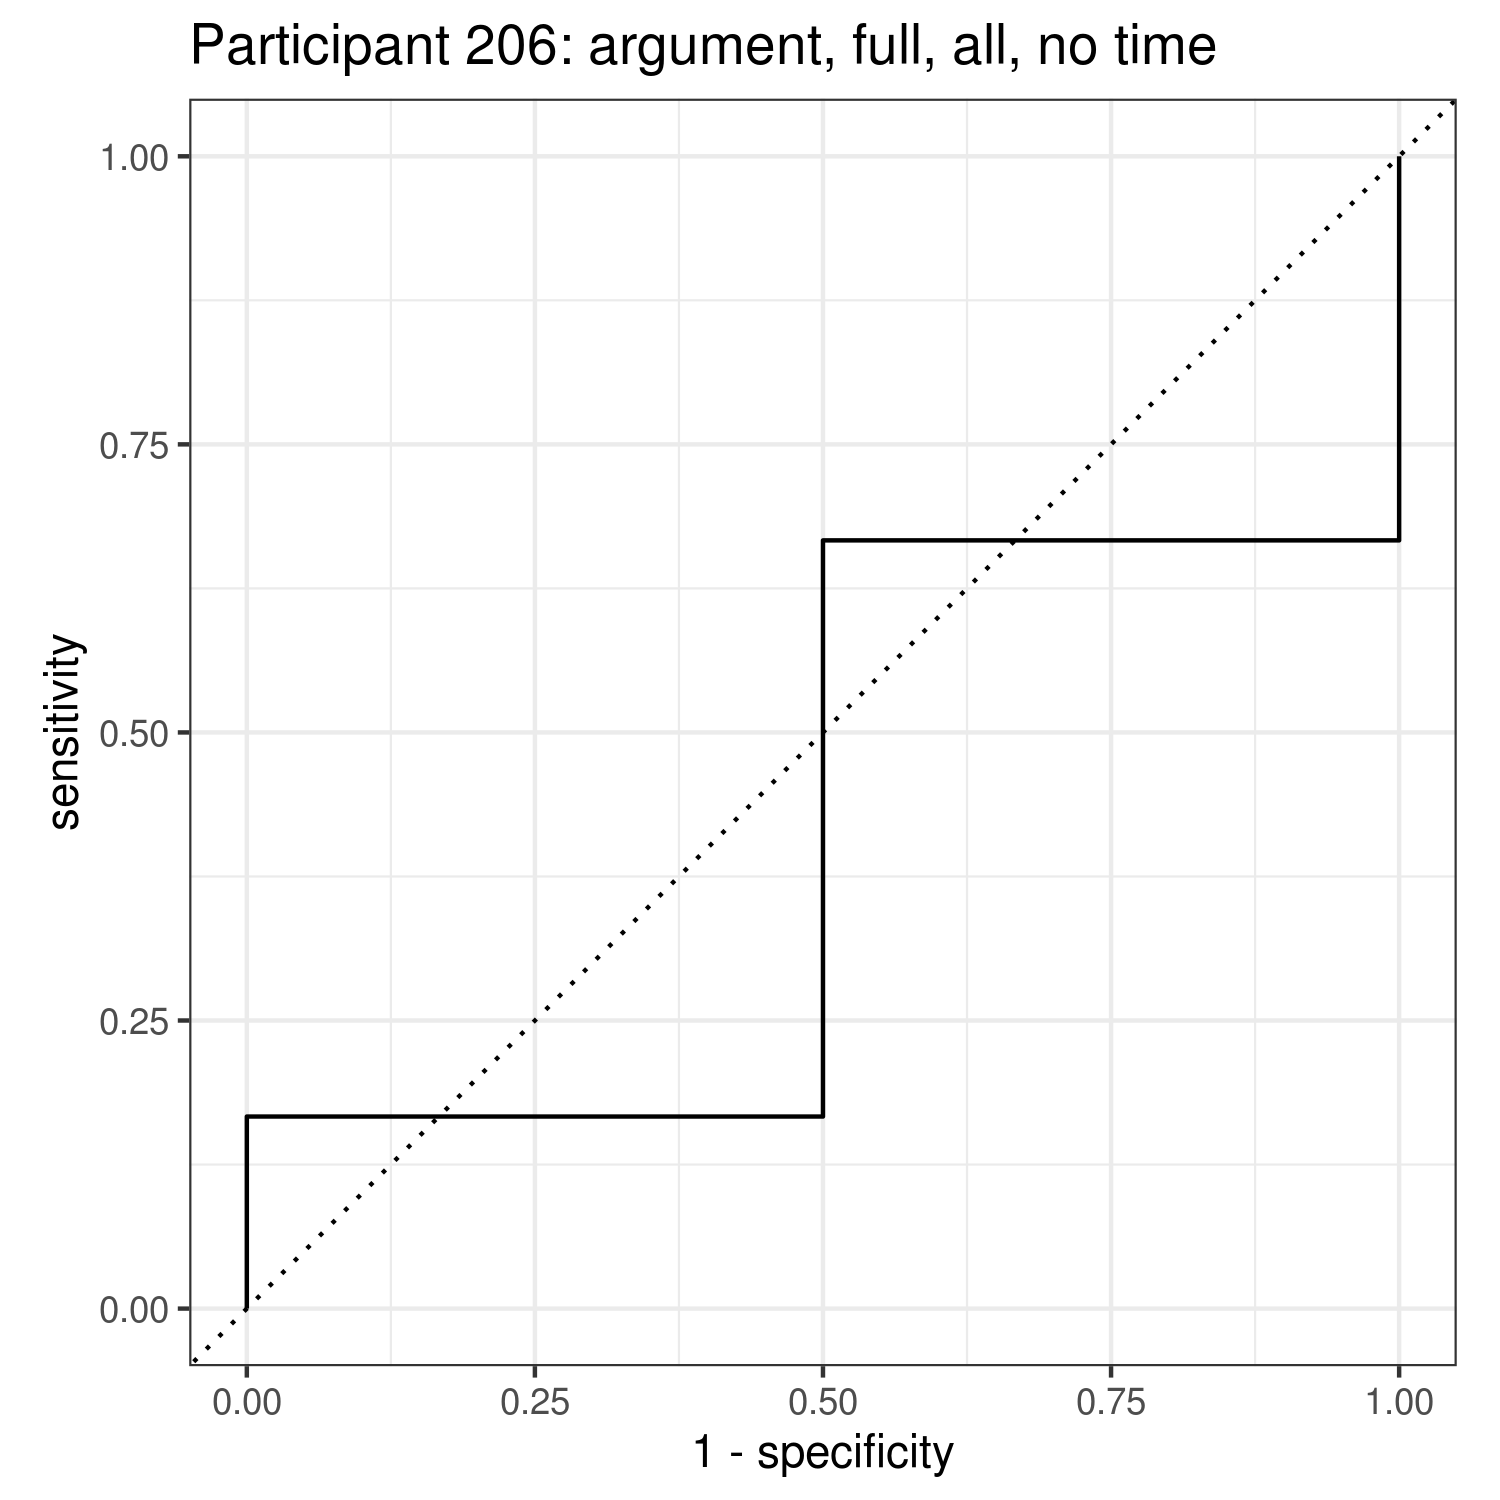 Participant 206: argument, full, all, no time
1.00
0.75
0.50
0.25
0.00
sensitivity
0.00 0.25 0.50 0.75 1.00
1 - specificity